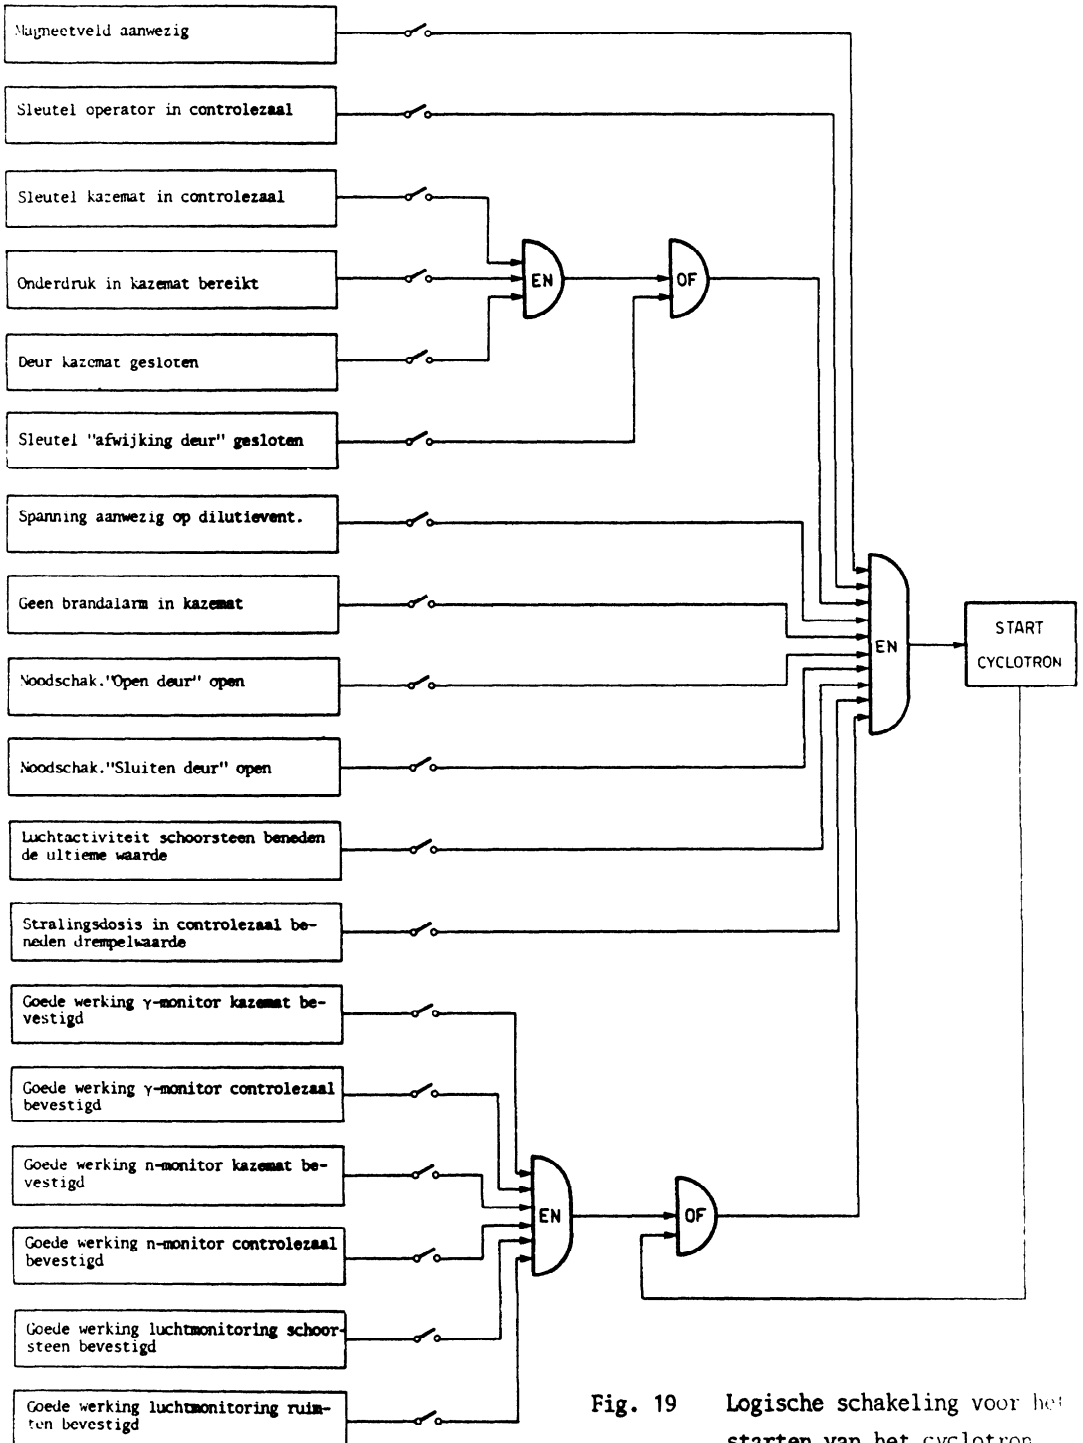 Magneetveld aanwezig
Sleutel operator in controlezaal
Sleutel kazemat in controlezaal
Onderdruk in kazemat bereikt
EN
OF
Deur kazemat gesloten
Sleutel "afwijking deur" gesloten
Spanning aanwezig op dilutievent.
Geen brandalarm in kazemat
EN
START
CYCLOTRON
Noodschak."Open deur" open
Noodschak."Sluiten deur" open
Luchtactiviteit schoorsteen beneden
de ultieme waarde
Stralingsdosis in controlezaal be-
neden drempelwaarde
Goede werking γ-monitor kazemat be-
vestigd
Goede werking γ-monitor controlezaal
bevestigd
Goede werking n-monitor kazemat be-
vestigd
EN
OF
Goede werking n-monitor controlezaal
bevestigd
Goede werking luchtmonitoring schoor-
steen bevestigd
Goede werking luchtmonitoring ruim-
ten bevestigd
Fig. 19 Logische schakeling voor het
starten van het cyclotron